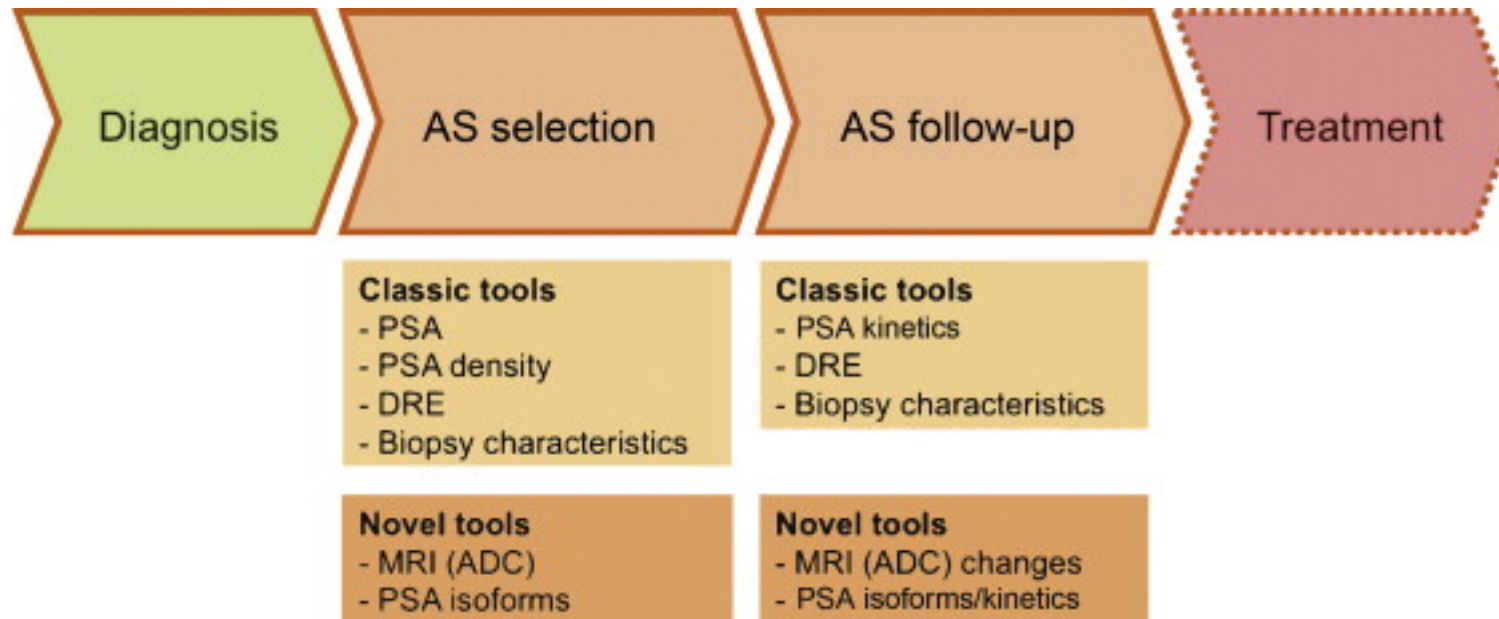 Diagnosis
AS selection
AS follow-up
Treatment
Classic tools
- PSA
- PSA density
- DRE
- Biopsy characteristics
Classic tools
- PSA kinetics
- DRE
- Biopsy characteristics
Novel tools
- MRI (ADC)
- PSA isoforms
Novel tools
- MRI (ADC) changes
- PSA isoforms/kinetics